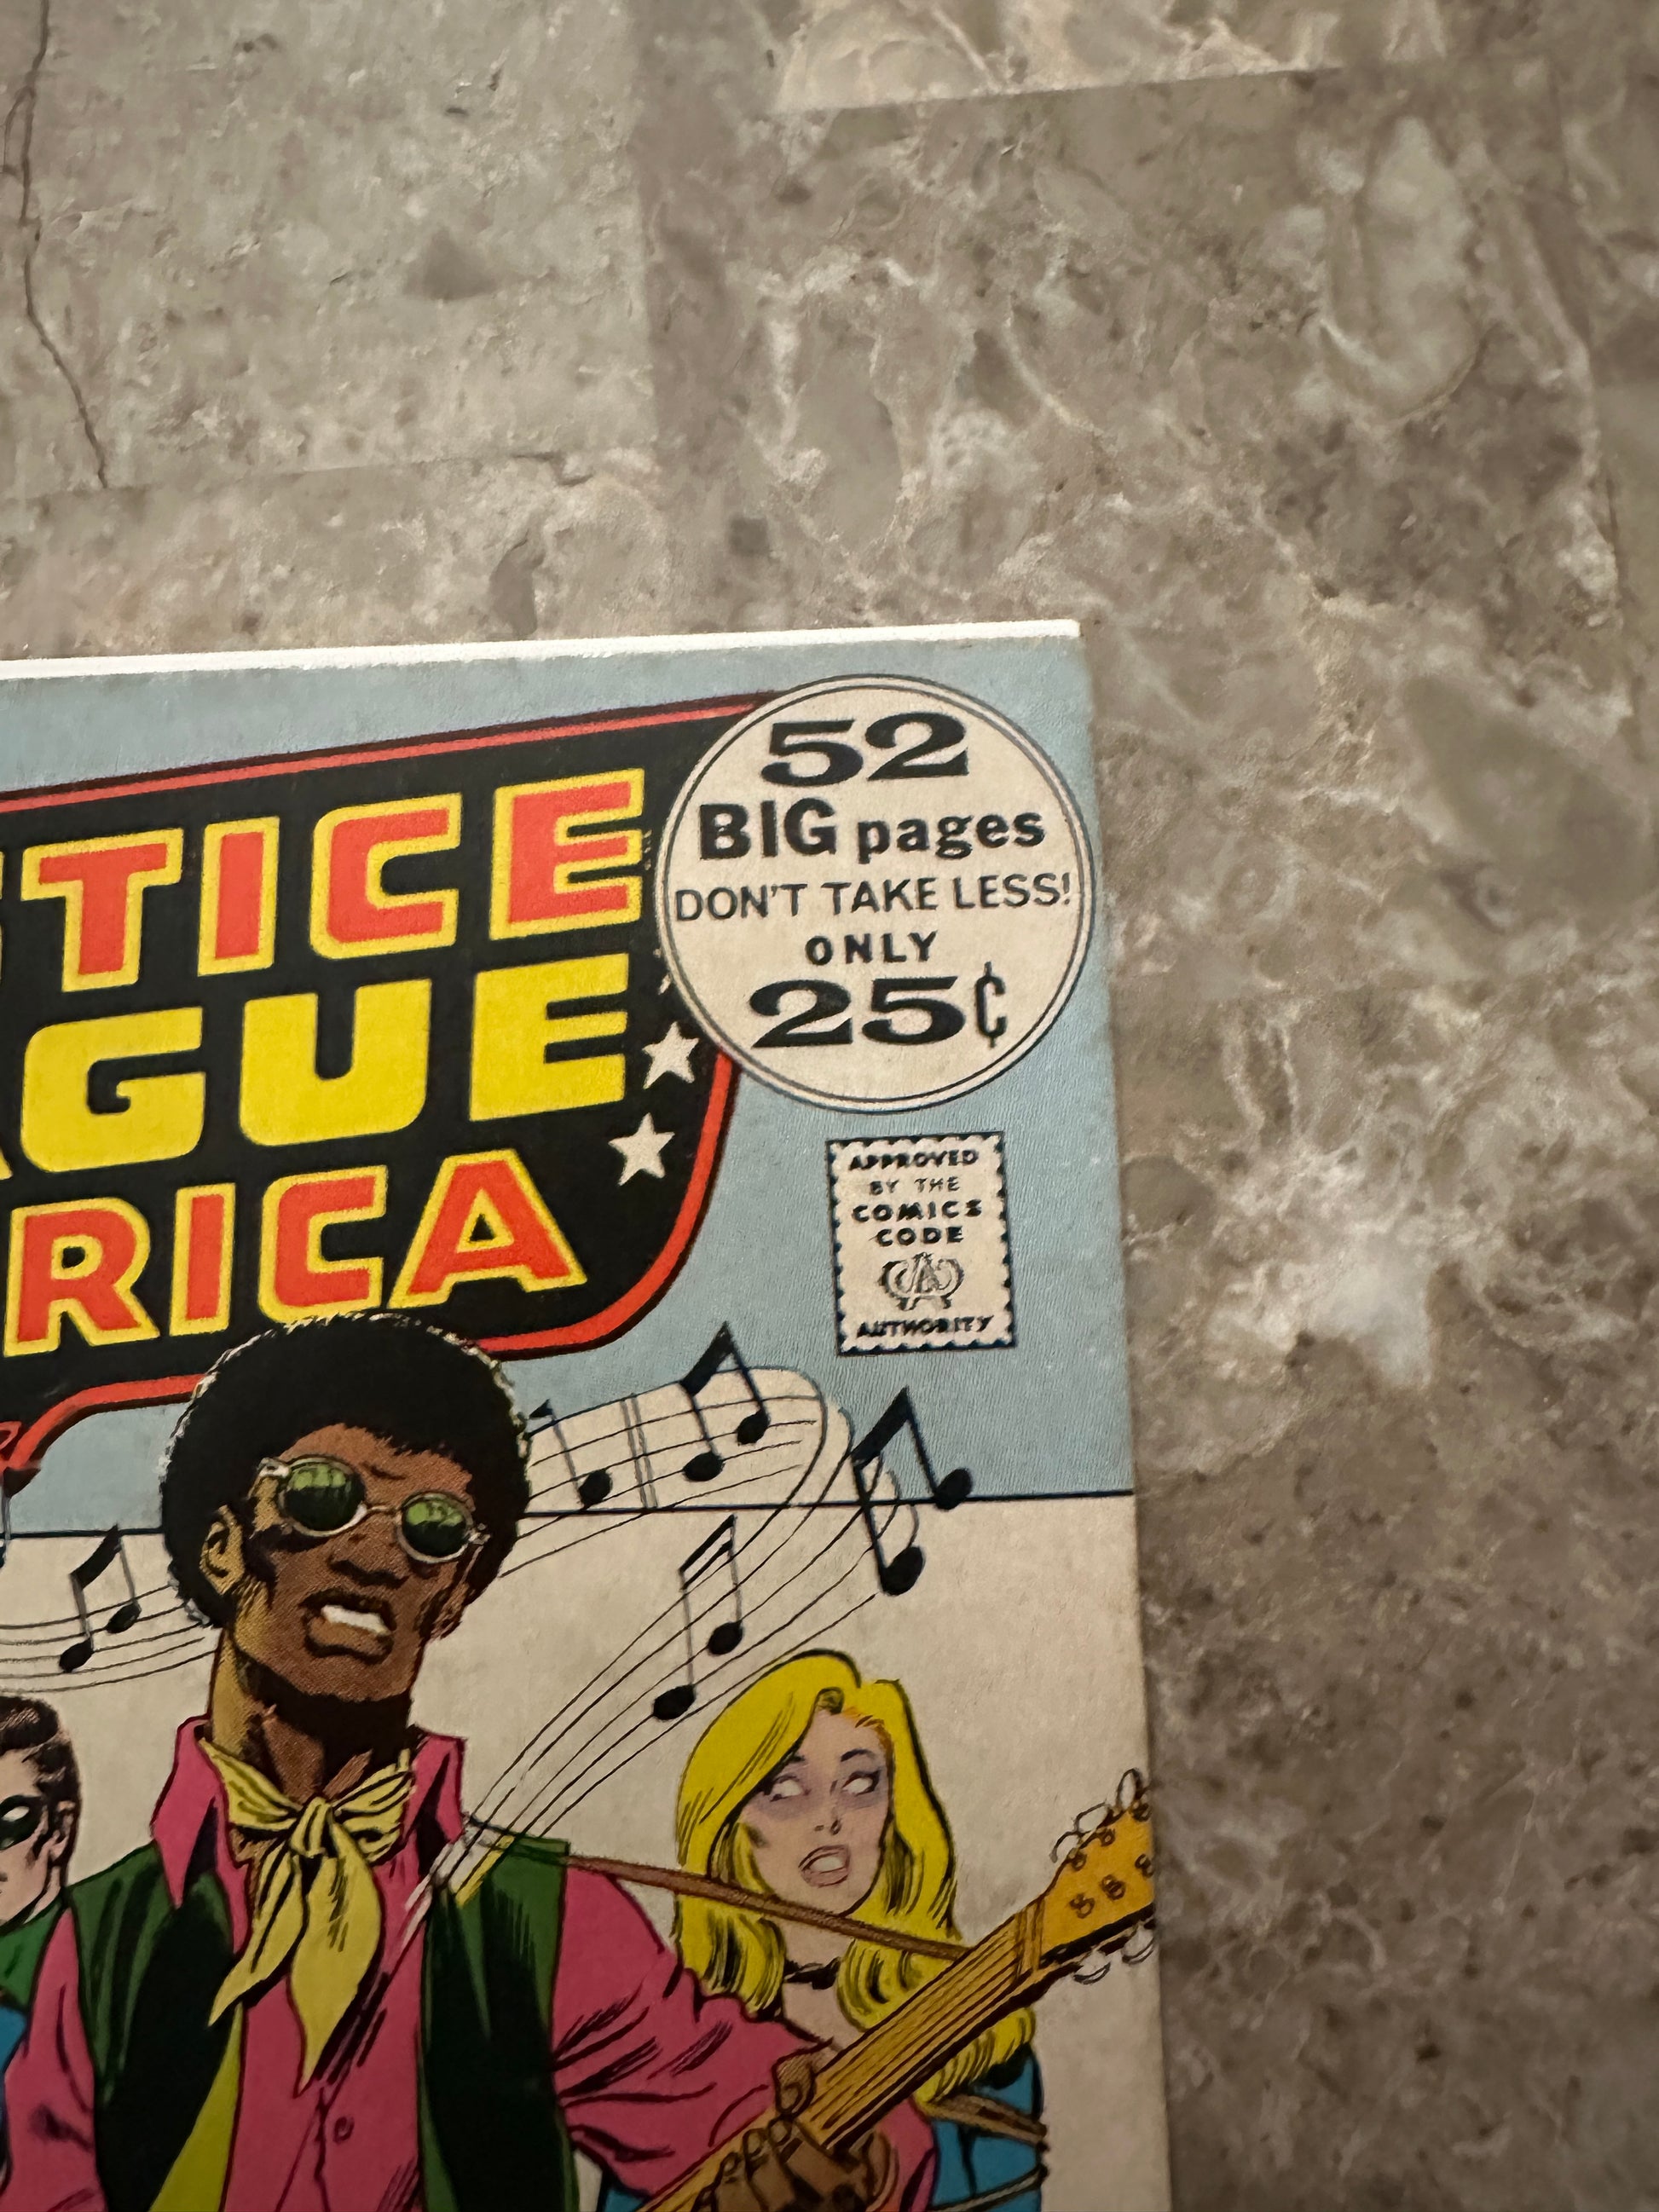 STICE
AGUE
RICA
52
BIG pages
DON'T TAKE LESS!
ONLY
25¢
APPROVED
BY THE
COMICS
CODE
AUTHORITY